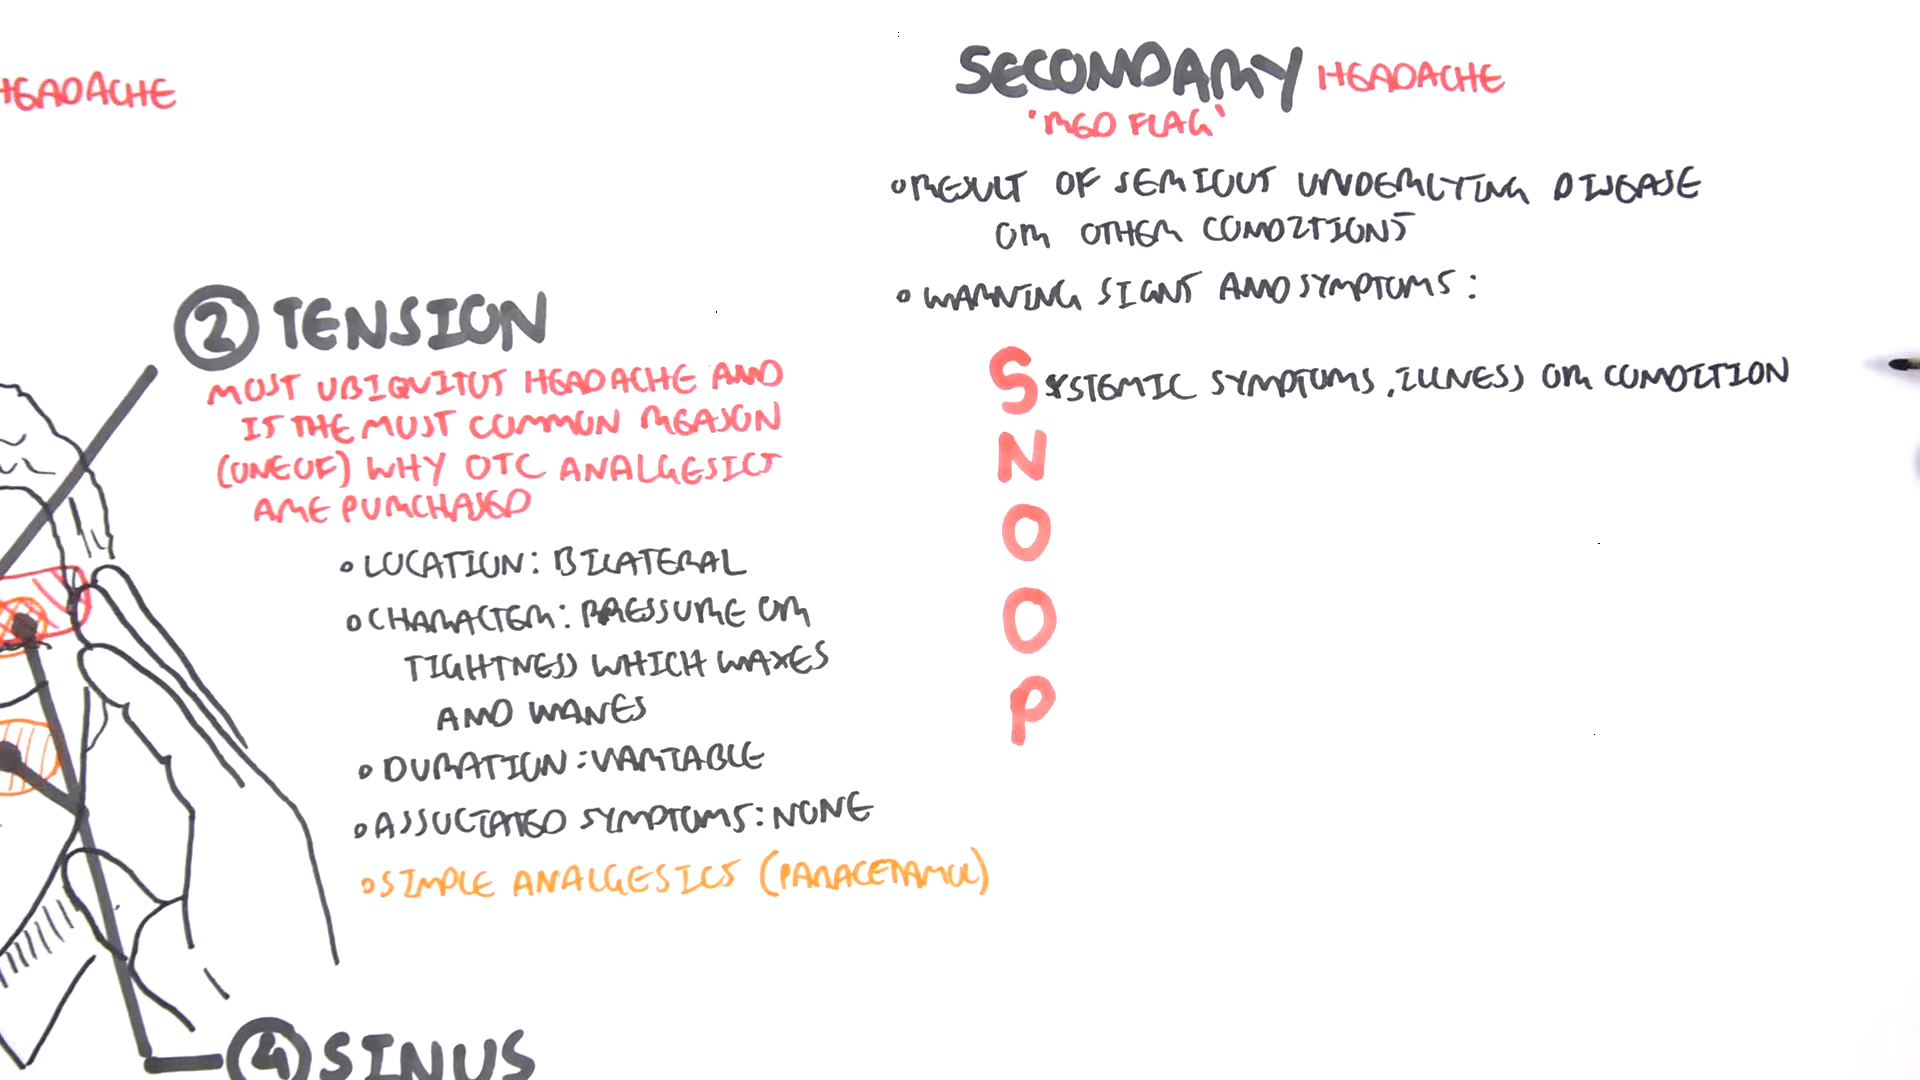 HEADACHE
② TENSION
MOST UBIQUITUS HEADACHE AND
IS THE MOST COMMON REASON
(ONE OF) WHY OTC ANALGESICS
ARE PURCHASED
• LOCATION: BILATERAL
• CHARACTER: PRESSURE OR
TIGHTNESS WHICH WAXES
AND WANES
• DURATION: VARIABLE
• ASSOCIATED SYMPTOMS: NONE
• SIMPLE ANALGESICS (PARACETAMOL)
④ SINUS
SECONDARY HEADACHE
'RED FLAG'
• RESULT OF SERIOUS UNDERLYING DISEASE
OR OTHER CONDITIONS
• WARNING SIGNS AND SYMPTOMS:
SYSTEMIC SYMPTOMS, ILLNESS OR CONDITION
N
O
O
P